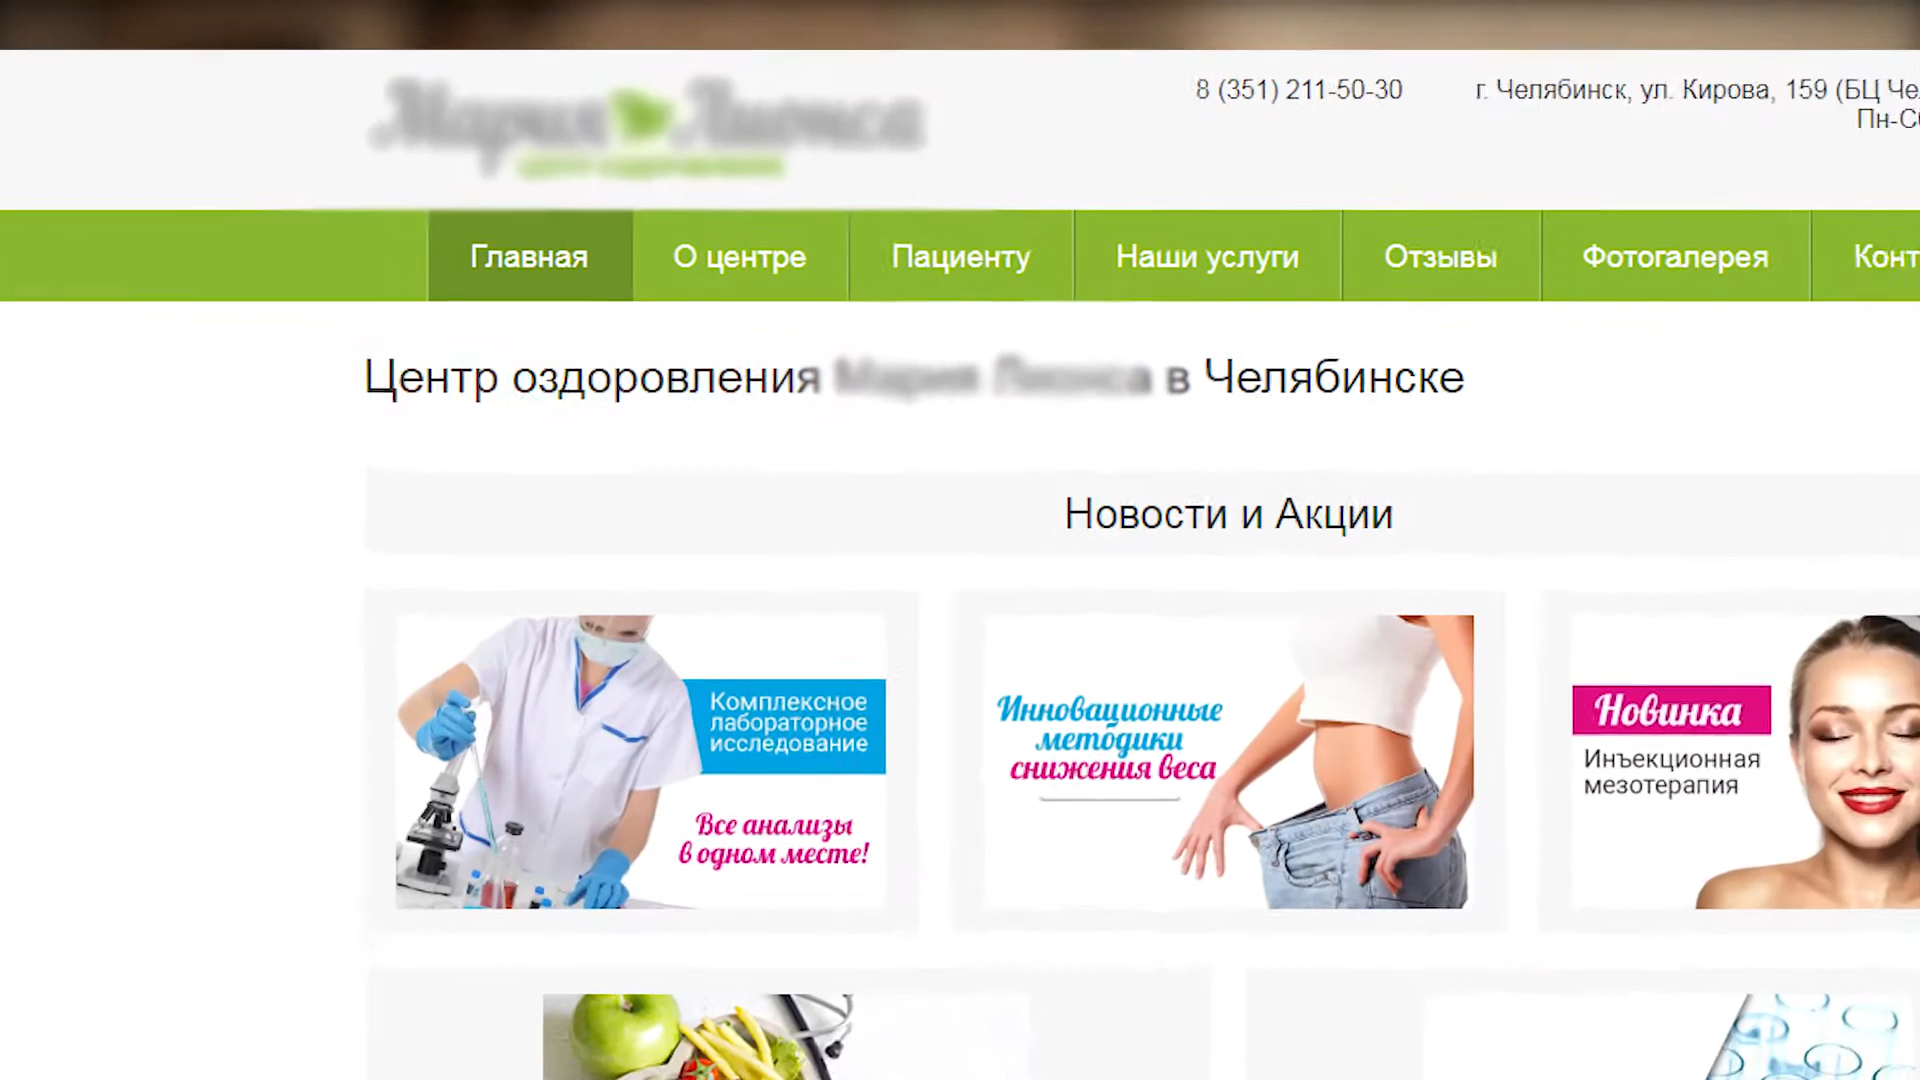 8 (351) 211-50-30
г. Челябинск, ул. Кирова, 159 (БЦ Че
Пн-С
Главная
О центре
Пациенту
Наши услуги
Отзывы
Фотогалерея
Конт
Центр оздоровления в Челябинске
Новости и Акции
Комплексное
лабораторное
исследование
Все анализы
в одном месте!
Инновационные
методики
снижения веса
Новинка
Инъекционная
мезотерапия